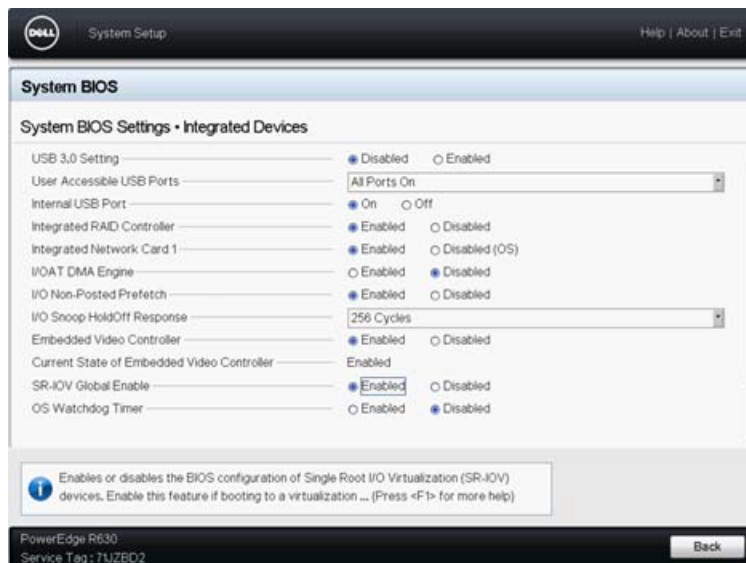 DELL System Setup Help | About | Exit
System BIOS
System BIOS Settings • Integrated Devices
USB 3.0 Setting Disabled Enabled
User Accessible USB Ports All Ports On
Internal USB Port On Off
Integrated RAID Controller Enabled Disabled
Integrated Network Card 1 Enabled Disabled (OS)
I/OAT DMA Engine Enabled Disabled
I/O Non-Posted Prefetch Enabled Disabled
I/O Snoop HoldOff Response 256 Cycles
Embedded Video Controller Enabled Disabled
Current State of Embedded Video Controller Enabled
SR-IOV Global Enable Enabled Disabled
OS Watchdog Timer Enabled Disabled
Enables or disables the BIOS configuration of Single Root I/O Virtualization (SR-IOV)
devices. Enable this feature if booting to a virtualization ... (Press <F1> for more help)
PowerEdge R630
Service Tag : 71JZBD2
Back